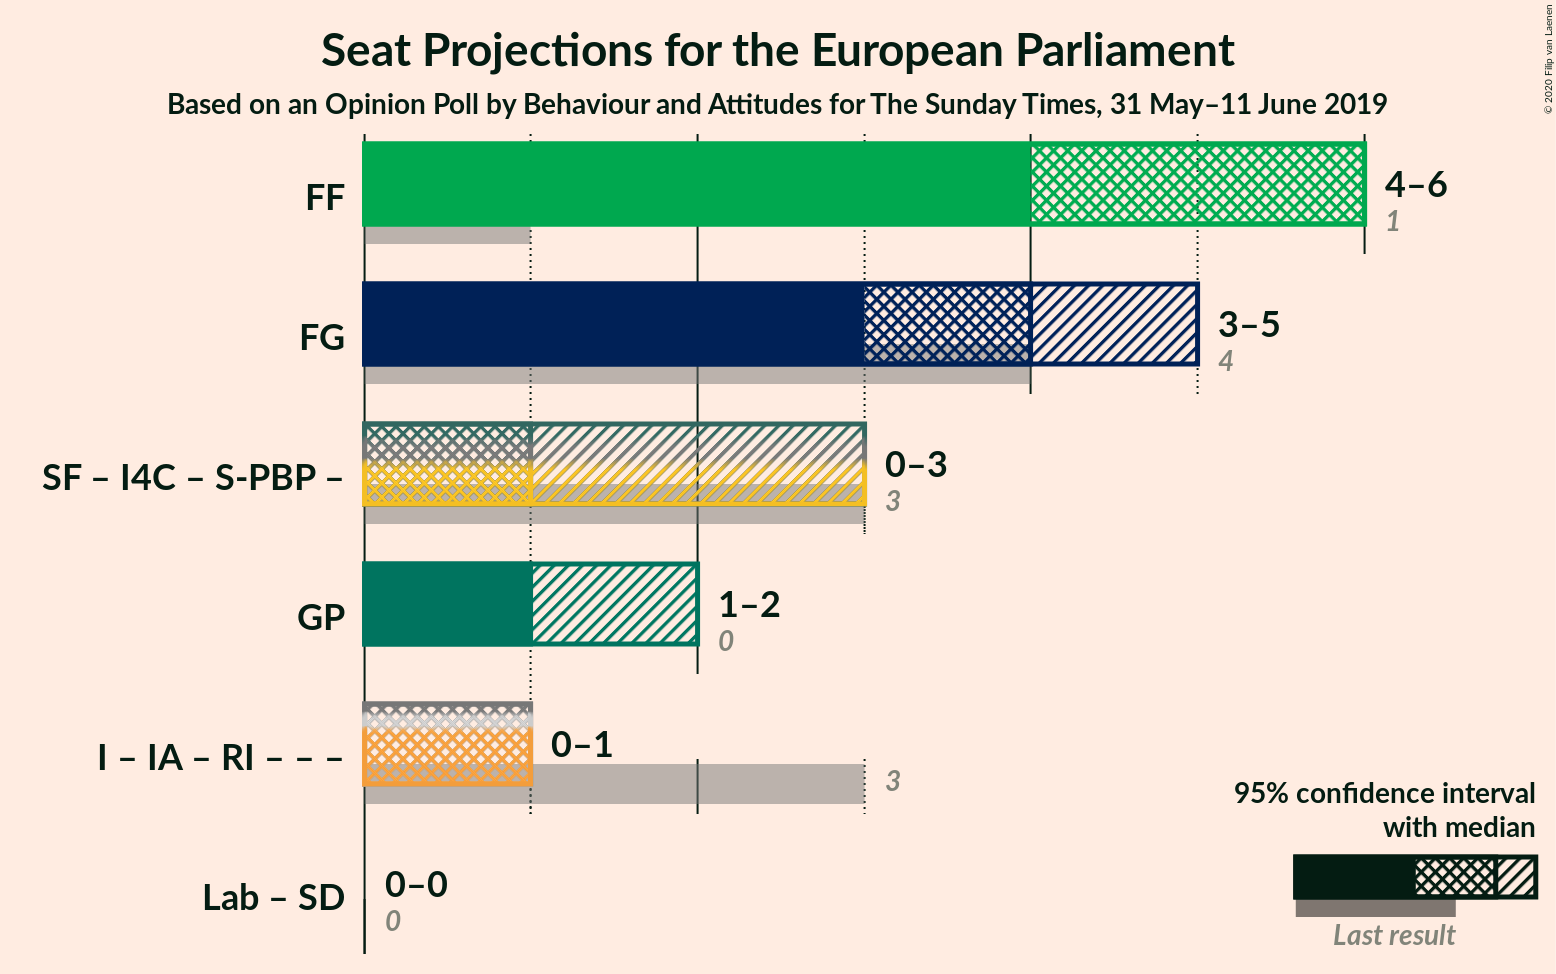 Seat Projections for the European Parliament
Based on an Opinion Poll by Behaviour and Attitudes for The Sunday Times, 31 May–11 June 2019
© 2020 Filip van Laenen
FF
4–6
1
FG
3–5
4
SF – I4C – S-PBP –
0–3
3
GP
1–2
0
I – IA – RI – – –
0–1
3
Lab – SD
0–0
0
95% confidence interval
with median
Last result